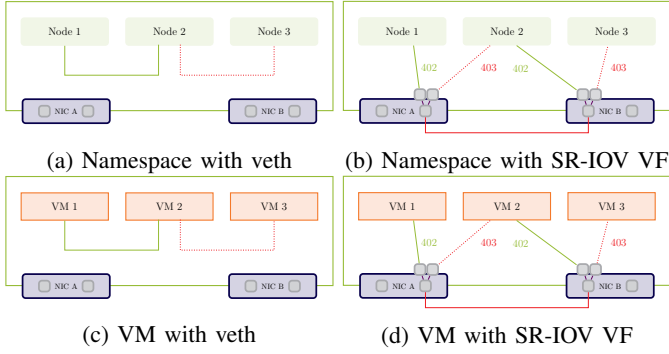 Node 1 Node 2 Node 3
NIC A NIC B
(a) Namespace with veth
Node 1 Node 2 Node 3
402 403 402 403
NIC A NIC B
(b) Namespace with SR-IOV VF
VM 1 VM 2 VM 3
NIC A NIC B
(c) VM with veth
VM 1 VM 2 VM 3
402 403 402 403
NIC A NIC B
(d) VM with SR-IOV VF